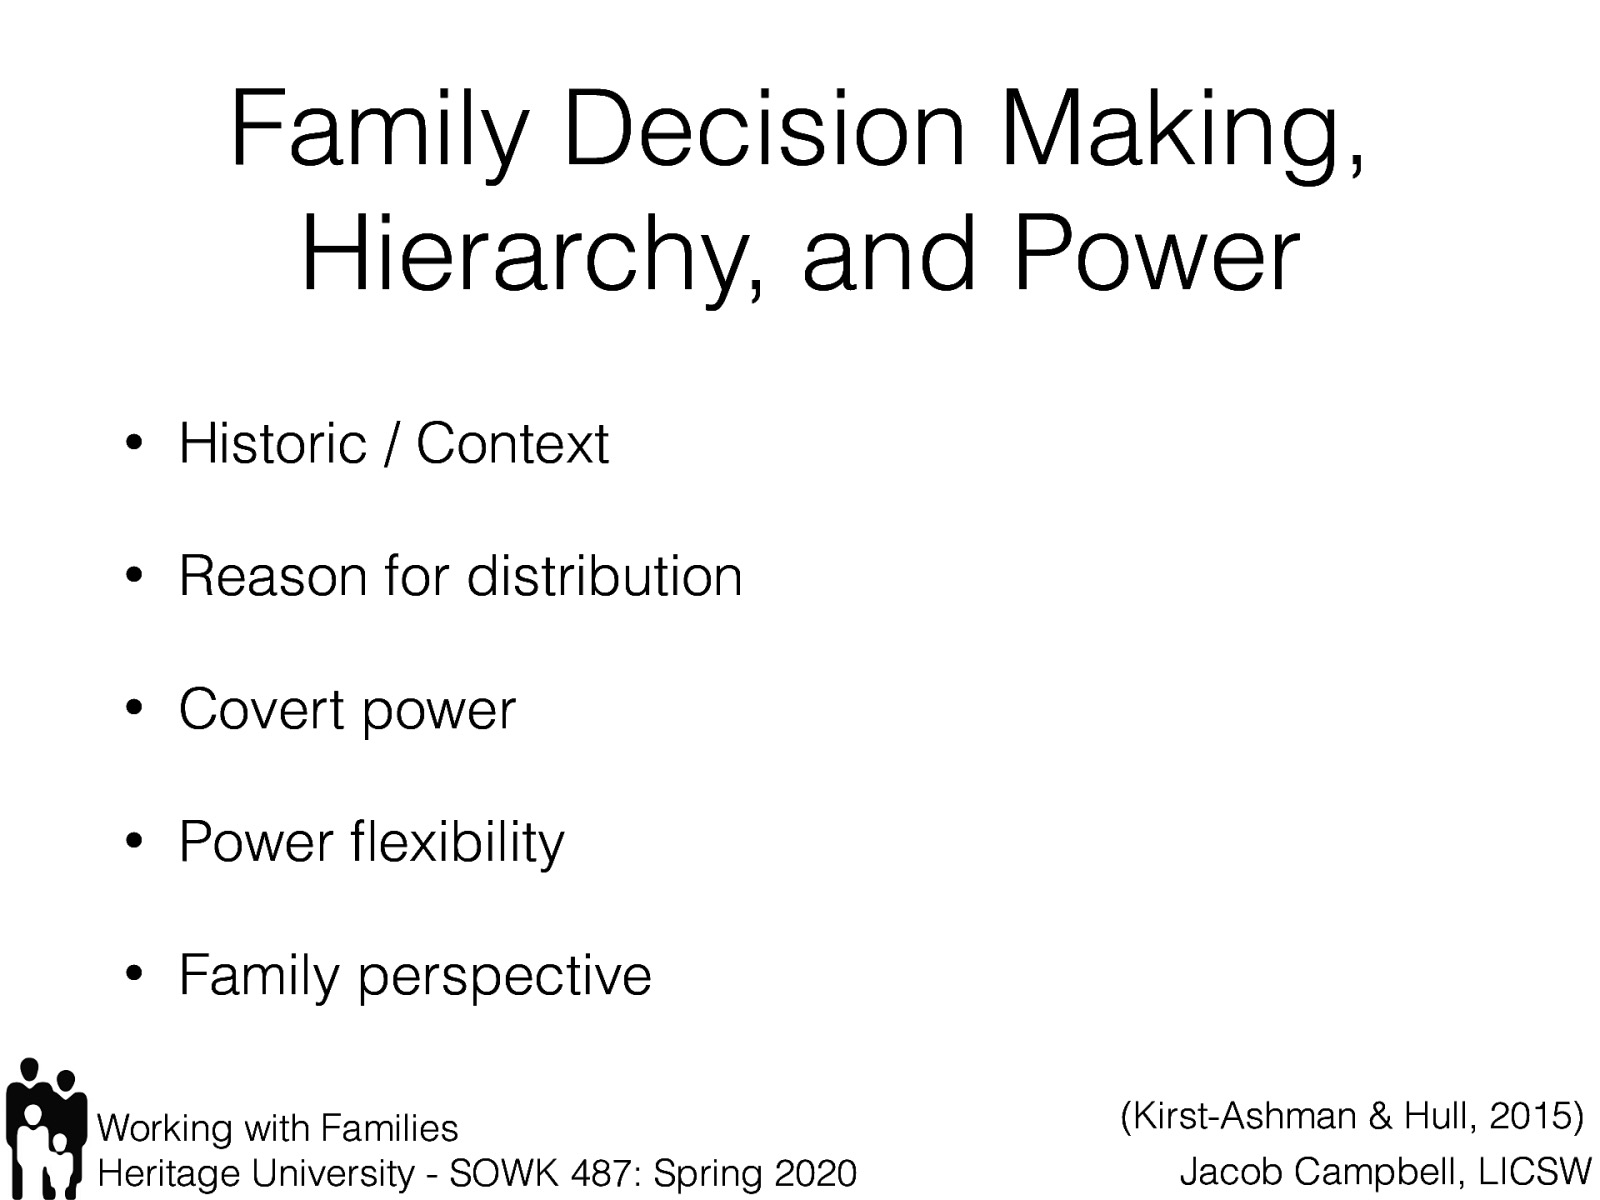 Family Decision Making,
Hierarchy, and Power
• Historic / Context
• Reason for distribution
• Covert power
• Power flexibility
• Family perspective
Working with Families
Heritage University - SOWK 487: Spring 2020
(Kirst-Ashman & Hull, 2015)
Jacob Campbell, LICSW